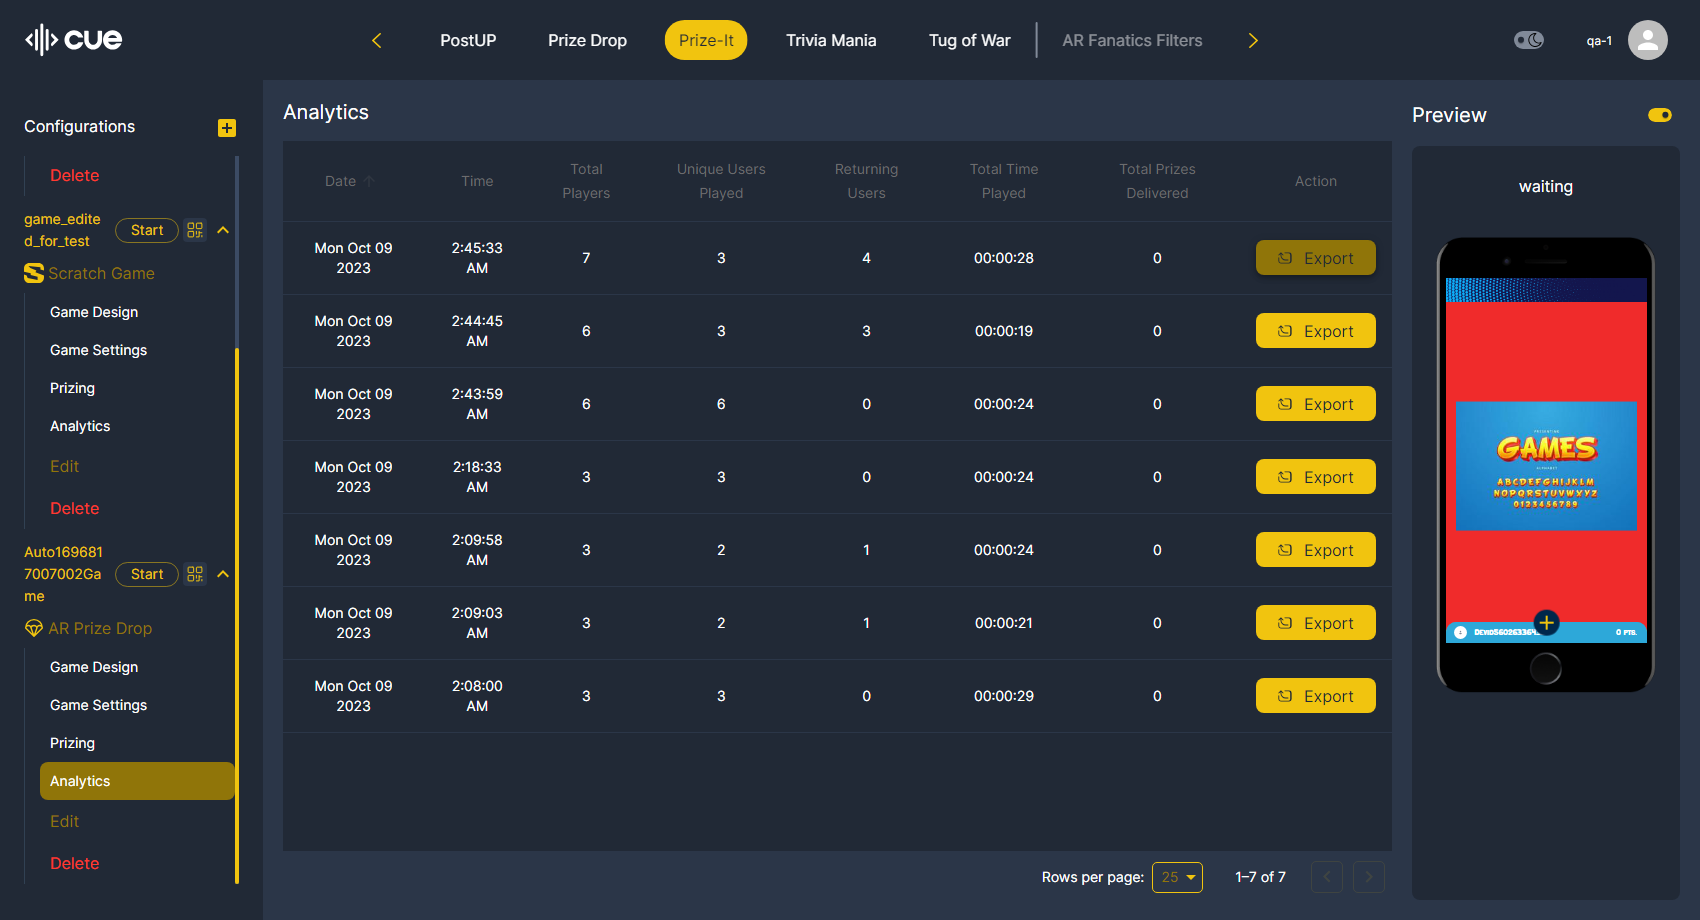 cue
PostUP
Prize Drop
Prize-It
Trivia Mania
Tug of War
AR Fanatics Filters
qa-1
Configurations
Delete
game_edite
d_for_test
Start
Scratch Game
Game Design
Game Settings
Prizing
Analytics
Edit
Delete
Auto169681
7007002Ga
me
Start
AR Prize Drop
Game Design
Game Settings
Prizing
Analytics
Edit
Delete
Analytics
Date
Time
Total
Players
Unique Users
Played
Returning
Users
Total Time
Played
Total Prizes
Delivered
Action
Mon Oct 09
2023
2:45:33
AM
7
3
4
00:00:28
0
Export
Mon Oct 09
2023
2:44:45
AM
6
3
3
00:00:19
0
Export
Mon Oct 09
2023
2:43:59
AM
6
6
0
00:00:24
0
Export
Mon Oct 09
2023
2:18:33
AM
3
3
0
00:00:24
0
Export
Mon Oct 09
2023
2:09:58
AM
3
2
1
00:00:24
0
Export
Mon Oct 09
2023
2:09:03
AM
3
2
1
00:00:21
0
Export
Mon Oct 09
2023
2:08:00
AM
3
3
0
00:00:29
0
Export
Rows per page:
25
1–7 of 7
Preview
waiting
PRESENTING
GAMES
ALPHABET
ABCDEFGHIJKLM
NOPQRSTUVWXYZ
0123456789
0 PTS.